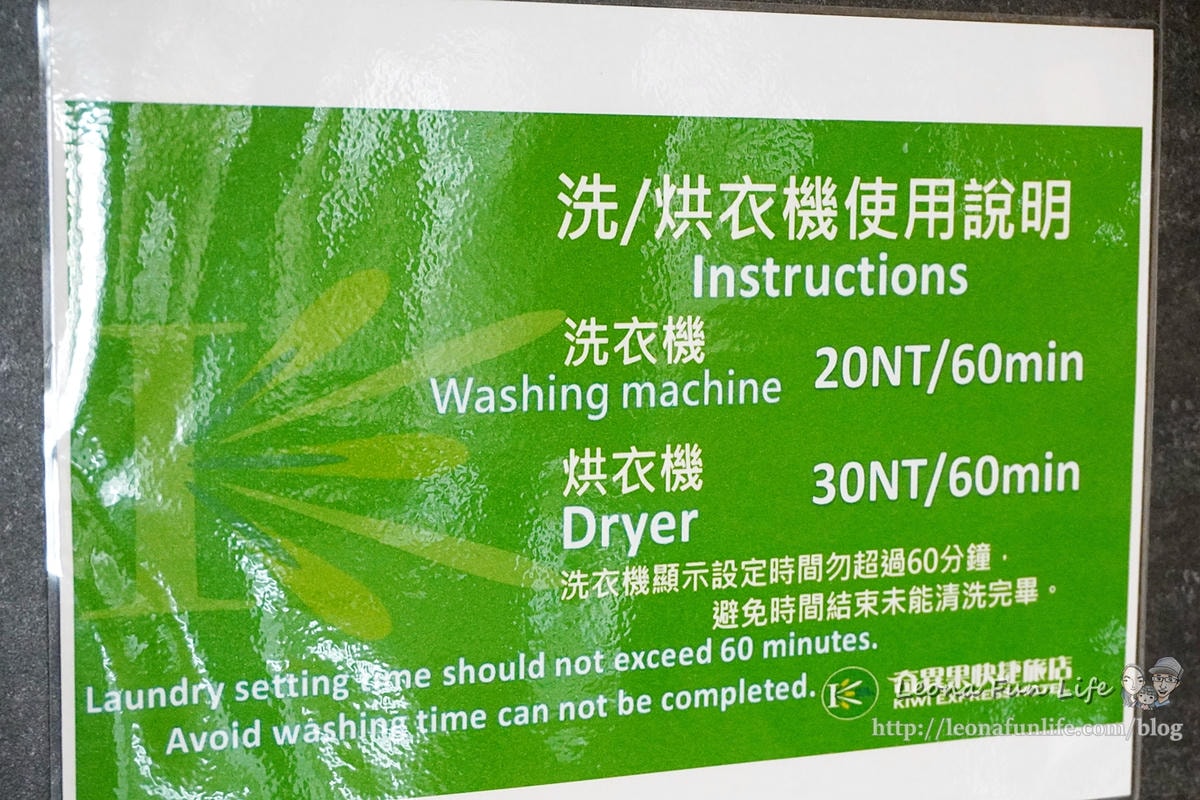 洗/烘衣機使用說明
Instructions
洗衣機
Washing machine
20NT/60min
烘衣機
Dryer
30NT/60min
洗衣機顯示設定時間勿超過60分鐘，
避免時間結束未能清洗完畢。
Laundry setting time should not exceed 60 minutes.
Avoid washing time can not be completed.
奇異果快捷旅店
KIWI EXPRESS
Leona Fun Life
http://leonafunlife.com/blog